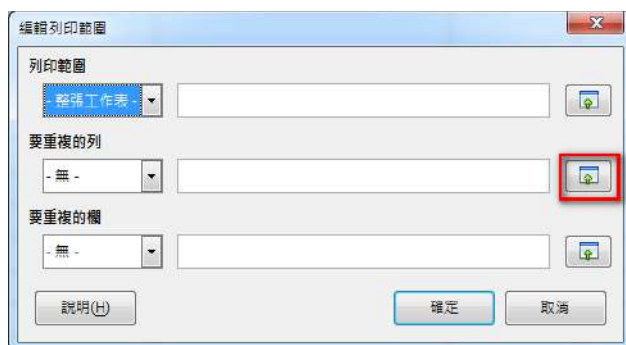 編輯列印範圍
列印範圍
- 整張工作表 -
要重複的列
- 無 -
要重複的欄
- 無 -
說明(H)
確定
取消